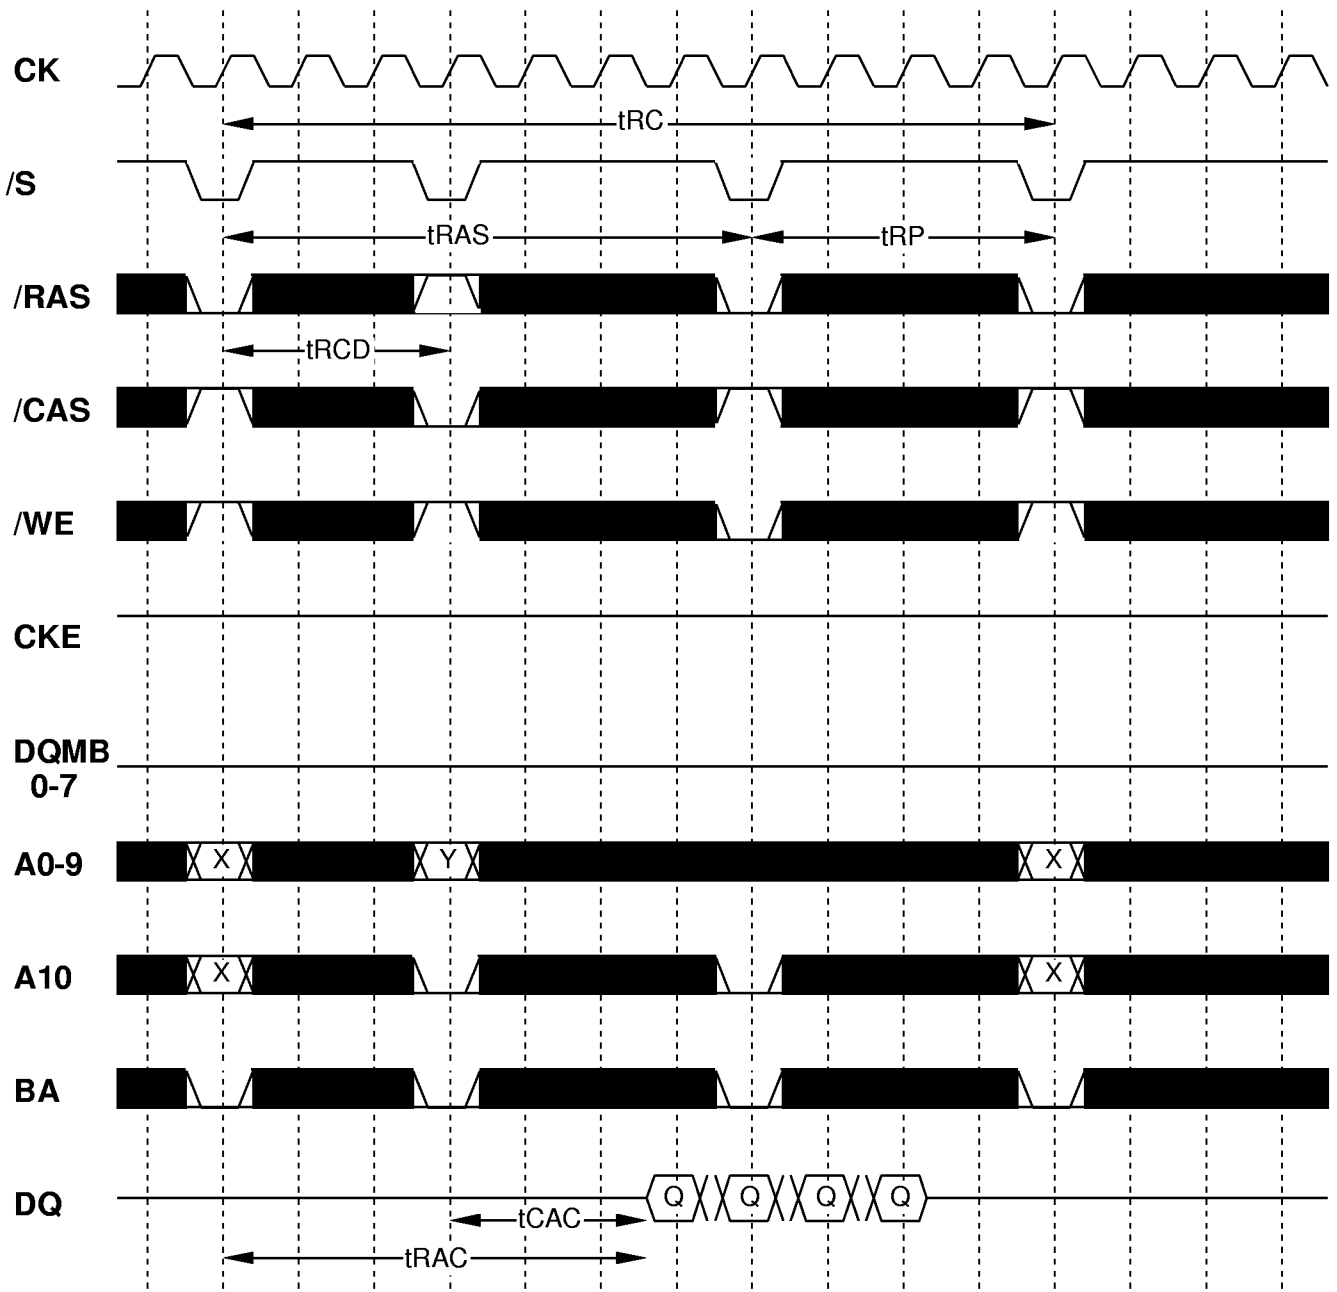 CK
tRC
/S
tRAS
tRP
/RAS
tRCD
/CAS
/WE
CKE
DQMB
0-7
A0-9 X Y X
A10 X X
BA
DQ Q Q Q Q
tCAC
tRAC